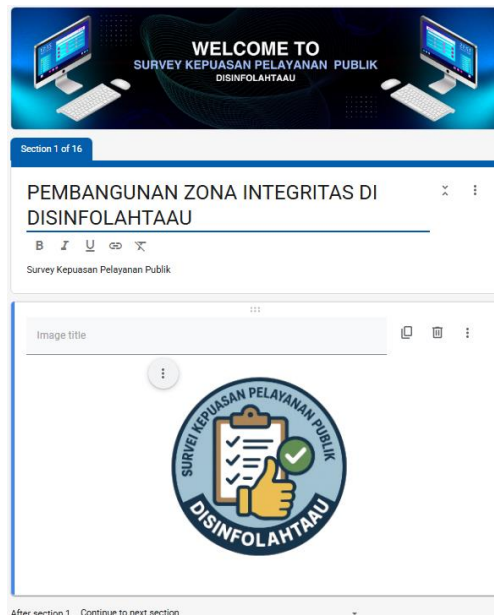 WELCOME TO
SURVEY KEPUASAN PELAYANAN PUBLIK
DISINFOLAHTAAU
Section 1 of 16
PEMBANGUNAN ZONA INTEGRITAS DI
DISINFOLAHTAAU
B I U
Survey Kepuasan Pelayanan Publik
Image title
SURVEI KEPUASAN PELAYANAN PUBLIK
DISINFOLAHTAAU
After section 1 Continue to next section